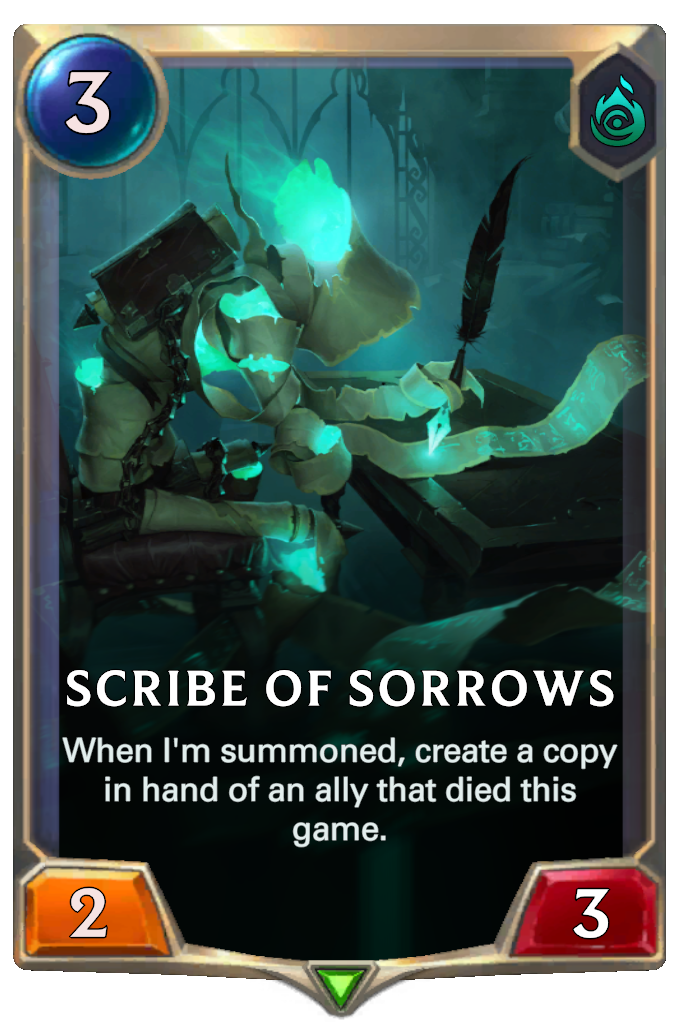 3
SCRIBE OF SORROWS
When I'm summoned, create a copy
in hand of an ally that died this
game.
2
3